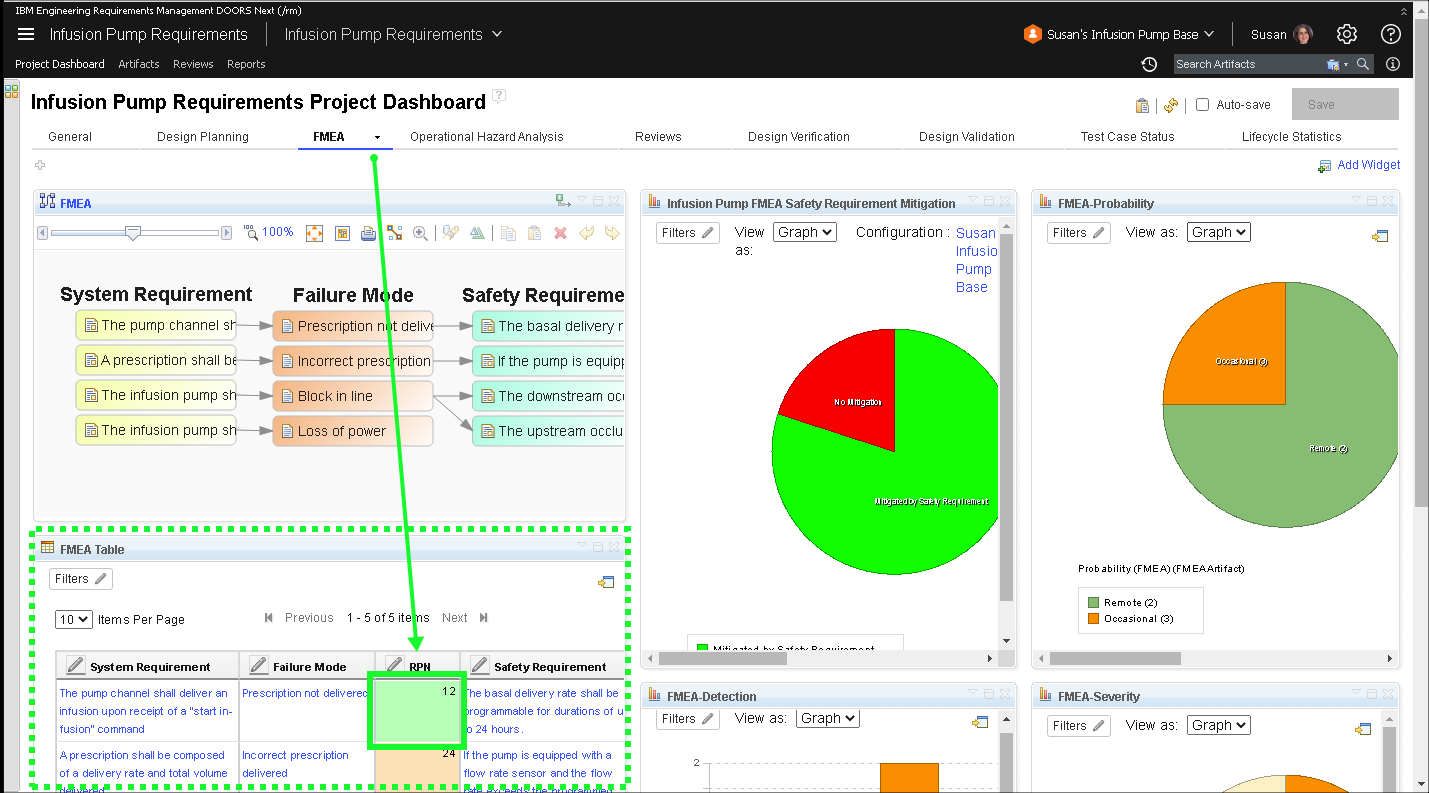 IBM Engineering Requirements Management DOORS Next (/rm)
Infusion Pump Requirements
Infusion Pump Requirements
Susan's Infusion Pump Base
Susan
Project Dashboard
Artifacts
Reviews
Reports
Search Artifacts
Infusion Pump Requirements Project Dashboard
?
Auto-save
Save
General
Design Planning
FMEA
Operational Hazard Analysis
Reviews
Design Verification
Design Validation
Test Case Status
Lifecycle Statistics
Add Widget
FMEA
100%
System Requirement
Failure Mode
Safety Requireme
The pump channel sh
Prescription not delive
The basal delivery r
A prescription shall be
Incorrect prescription
If the pump is equipp
The infusion pump sh
Block in line
The downstream occ
The infusion pump sh
Loss of power
The upstream occlu
FMEA Table
Filters
10
Items Per Page
Previous
1 - 5 of 5 items
Next
System Requirement
Failure Mode
RPN
Safety Requirement
The pump channel shall deliver an
infusion upon receipt of a "start in-
fusion" command
Prescription not delivered
12
The basal delivery rate shall be
programmable for durations of u
o 24 hours.
A prescription shall be composed
of a delivery rate and total volume
delivered
Incorrect prescription
delivered
24
If the pump is equipped with a
flow rate sensor and the flow
rate exceeds the programmed
Infusion Pump FMEA Safety Requirement Mitigation
Filters
View
as:
Graph
Configuration :
Susan
Infusio
Pump
Base
No Mitigation
Mitigated by Safety Requirement
Mitigated by Safety Requirement
FMEA-Probability
Filters
View as:
Graph
Occasional (3)
Remote (2)
Probability (FMEA) (FMEA Artifact)
Remote (2)
Occasional (3)
FMEA-Detection
Filters
View as:
Graph
2
FMEA-Severity
Filters
View as:
Graph